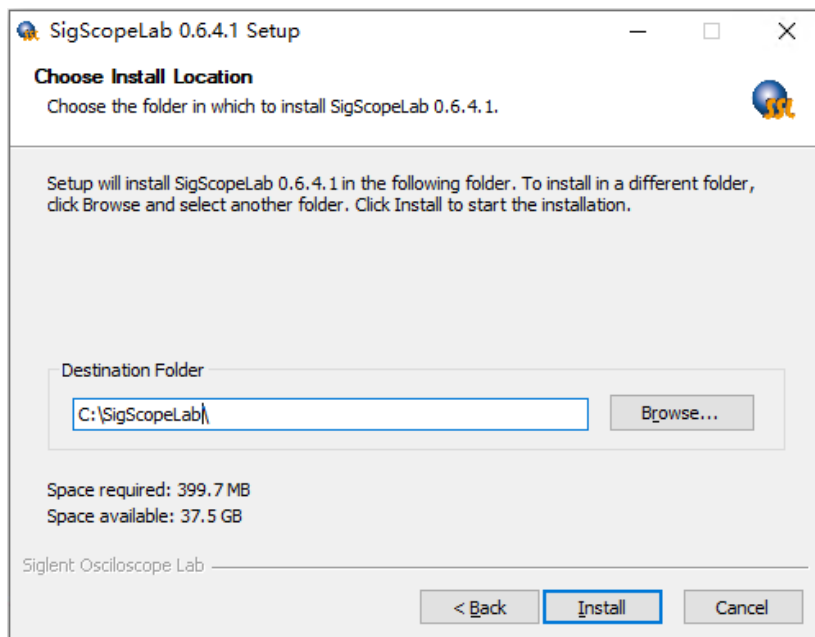 SigScopeLab 0.6.4.1 Setup
Choose Install Location
Choose the folder in which to install SigScopeLab 0.6.4.1.
SSL
Setup will install SigScopeLab 0.6.4.1 in the following folder. To install in a different folder,
click Browse and select another folder. Click Install to start the installation.
Destination Folder
C:\SigScopeLab\
Browse...
Space required: 399.7 MB
Space available: 37.5 GB
Siglent Osciloscope Lab
< Back
Install
Cancel